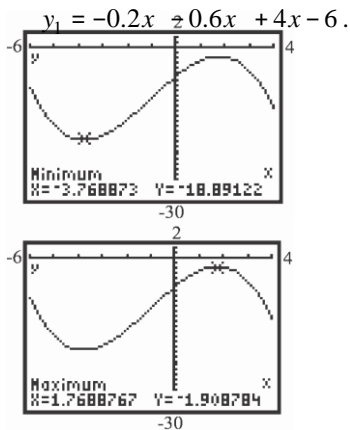 y₁ = −0.2x − 0.6x + 4x − 6 .
2
-6
4
y
Minimum
X
X=-3.768873 Y=-18.89122
-30
2
-6
4
y
Maximum
X
X=1.7688767 Y=-1.908784
-30